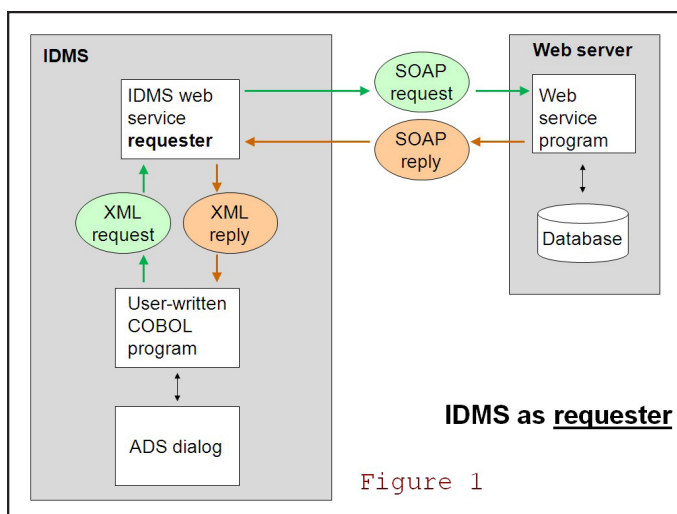 IDMS
IDMS web
service
requester
SOAP
request
SOAP
reply
Web server
Web
service
program
Database
XML
request
XML
reply
User-written
COBOL
program
ADS dialog
IDMS as requester
Figure 1